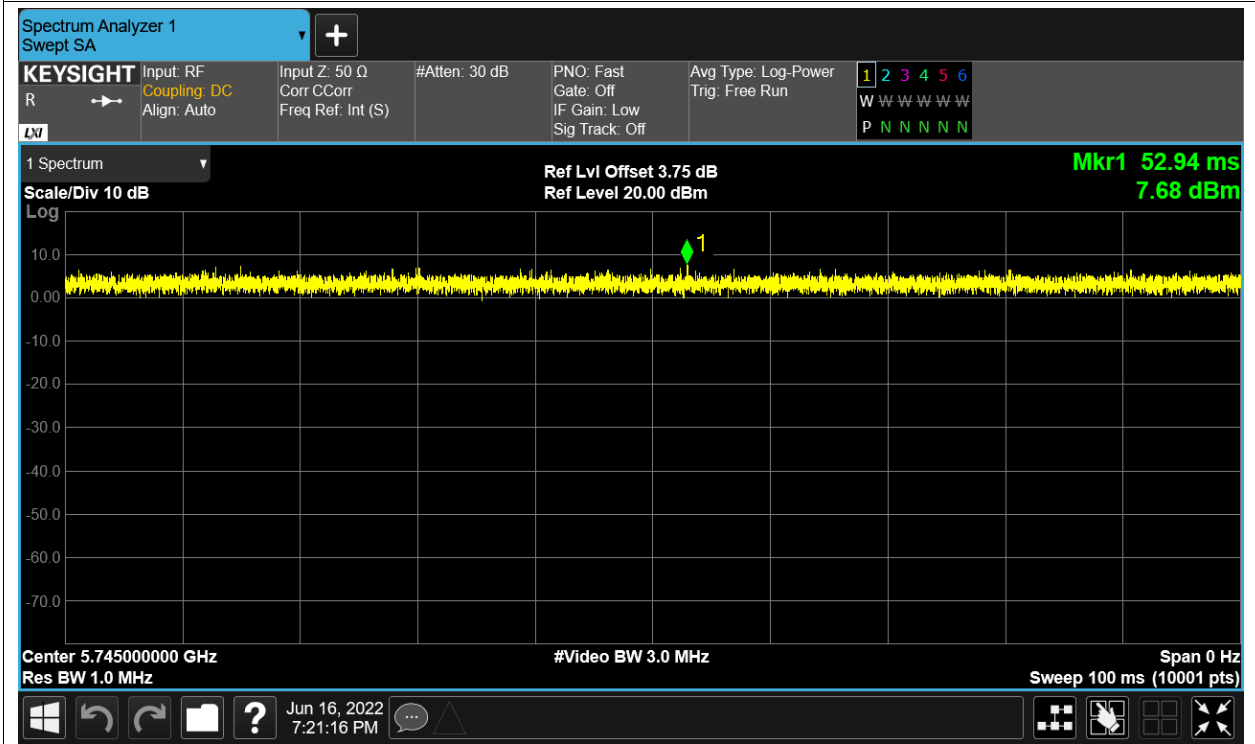 Spectrum Analyzer 1
Swept SA
KEYSIGHT
R
LXI
Input: RF
Coupling: DC
Align: Auto
Input Z: 50 Ω
Corr CCorr
Freq Ref: Int (S)
#Atten: 30 dB
PNO: Fast
Gate: Off
IF Gain: Low
Sig Track: Off
Avg Type: Log-Power
Trig: Free Run
1 2 3 4 5 6
W W W W W W
P N N N N N
1 Spectrum
Scale/Div 10 dB
Ref Lvl Offset 3.75 dB
Ref Level 20.00 dBm
Mkr1 52.94 ms
7.68 dBm
Log
1
10.0
0.00
-10.0
-20.0
-30.0
-40.0
-50.0
-60.0
-70.0
Center 5.745000000 GHz
Res BW 1.0 MHz
#Video BW 3.0 MHz
Span 0 Hz
Sweep 100 ms (10001 pts)
?
Jun 16, 2022
7:21:16 PM